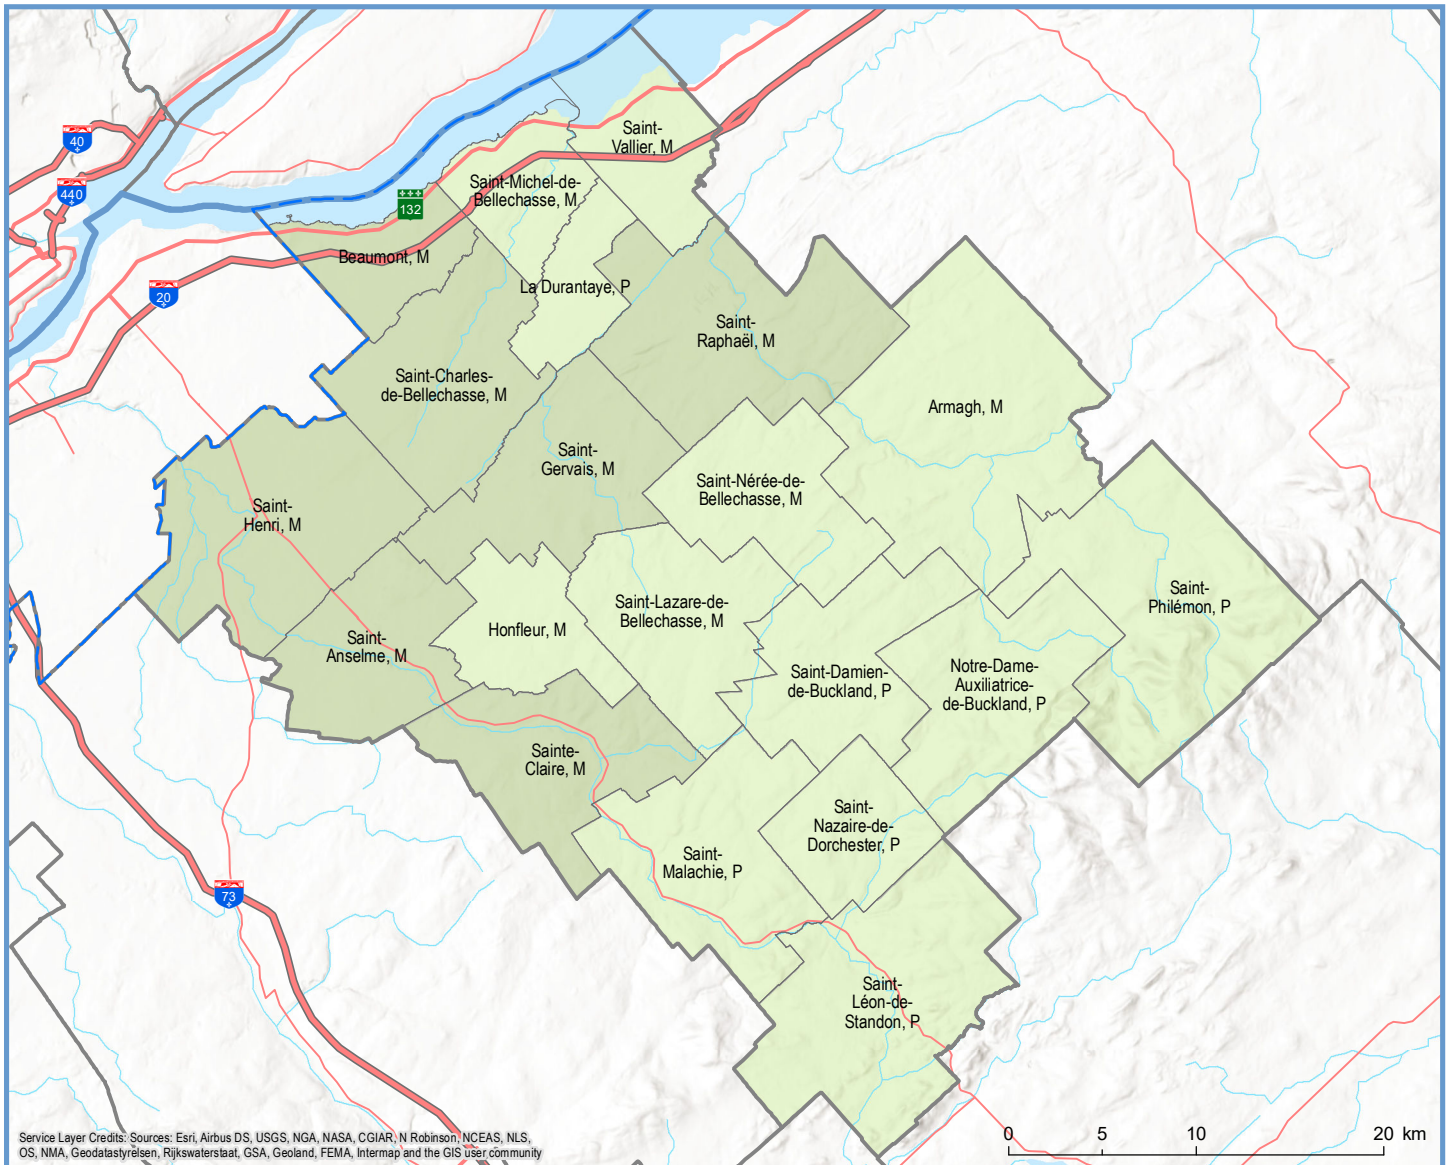 40
440
132
20
73
Saint-
Vallier, M
Saint-Michel-de-
Bellechasse, M
Beaumont, M
La Durantaye, P
Saint-
Raphaël, M
Saint-Charles-
de-Bellechasse, M
Armagh, M
Saint-
Gervais, M
Saint-Nérée-de-
Bellechasse, M
Saint-
Henri, M
Saint-
Philémon, P
Saint-Lazare-de-
Bellechasse, M
Honfleur, M
Saint-
Anselme, M
Saint-Damien-
de-Buckland, P
Notre-Dame-
Auxiliatrice-
de-Buckland, P
Sainte-
Claire, M
Saint-
Nazaire-de-
Dorchester, P
Saint-
Malachie, P
Saint-
Léon-de-
Standon, P
0 5 10 20 km
Service Layer Credits: Sources: Esri, Airbus DS, USGS, NGA, NASA, CGIAR, N Robinson, NCEAS, NLS,
OS, NMA, Geodatastyrelsen, Rijkswaterstaat, GSA, Geoland, FEMA, Intermap and the GIS user community